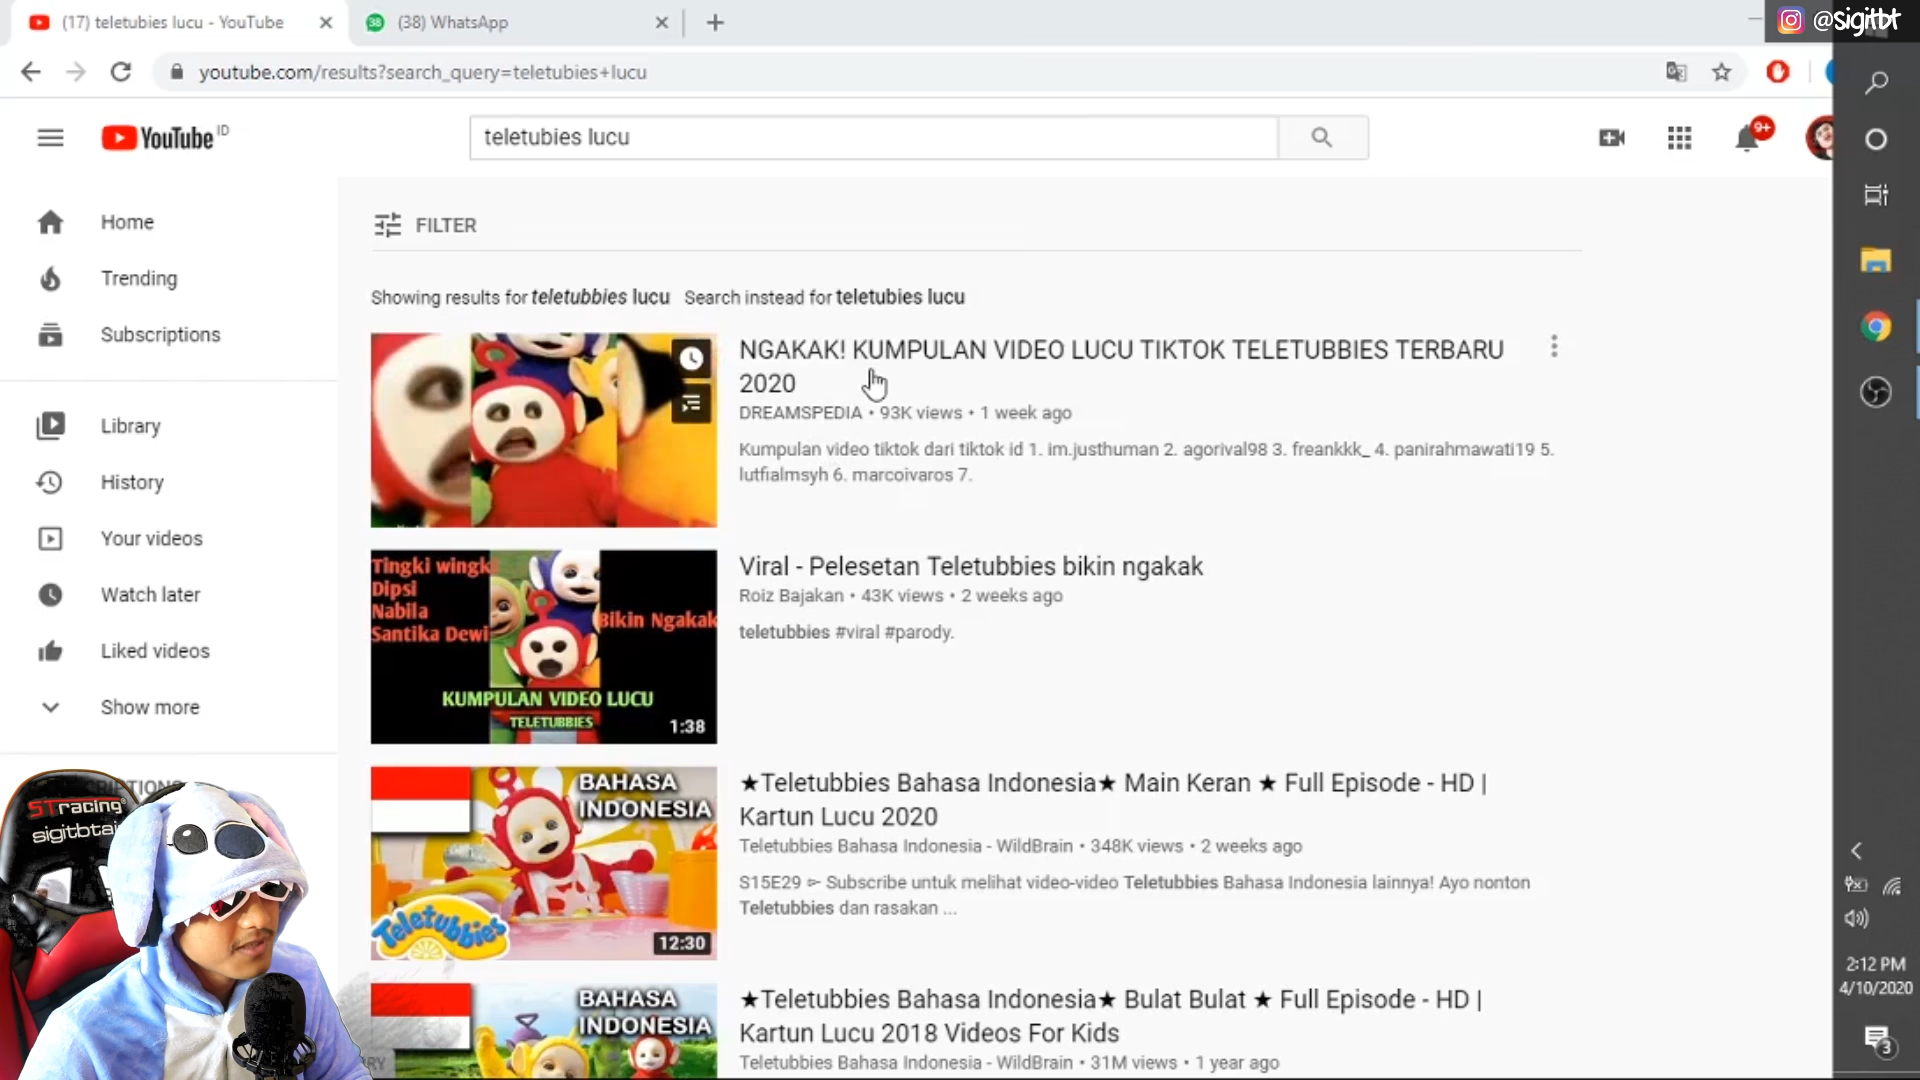 (17) teletubies lucu - YouTube
(38) WhatsApp
@sigitbt
youtube.com/results?search_query=teletubies+lucu
YouTube ID
teletubies lucu
9+
Home
Trending
Subscriptions
Library
History
Your videos
Watch later
Liked videos
Show more
FILTER
Showing results for teletubbies lucu Search instead for teletubies lucu
NGAKAK! KUMPULAN VIDEO LUCU TIKTOK TELETUBBIES TERBARU
2020
DREAMSPEDIA • 93K views • 1 week ago
Kumpulan video tiktok dari tiktok id 1. im.justhuman 2. agorival98 3. freankkk_ 4. panirahmawati19 5.
lutfialmsyh 6. marcoivaros 7.
Tingki wingk
Dipsi
Nabila
Santika Dewi
Bikin Ngakak
KUMPULAN VIDEO LUCU
TELETUBBIES
1:38
Viral - Pelesetan Teletubbies bikin ngakak
Roiz Bajakan • 43K views • 2 weeks ago
teletubbies #viral #parody.
BAHASA
INDONESIA
Teletubbies
12:30
★Teletubbies Bahasa Indonesia★ Main Keran ★ Full Episode - HD |
Kartun Lucu 2020
Teletubbies Bahasa Indonesia - WildBrain • 348K views • 2 weeks ago
S15E29 ➣ Subscribe untuk melihat video-video Teletubbies Bahasa Indonesia lainnya! Ayo nonton
Teletubbies dan rasakan ...
BAHASA
INDONESIA
★Teletubbies Bahasa Indonesia★ Bulat Bulat ★ Full Episode - HD |
Kartun Lucu 2018 Videos For Kids
Teletubbies Bahasa Indonesia - WildBrain • 31M views • 1 year ago
STracing
sigitbtai
2:12 PM
4/10/2020
3